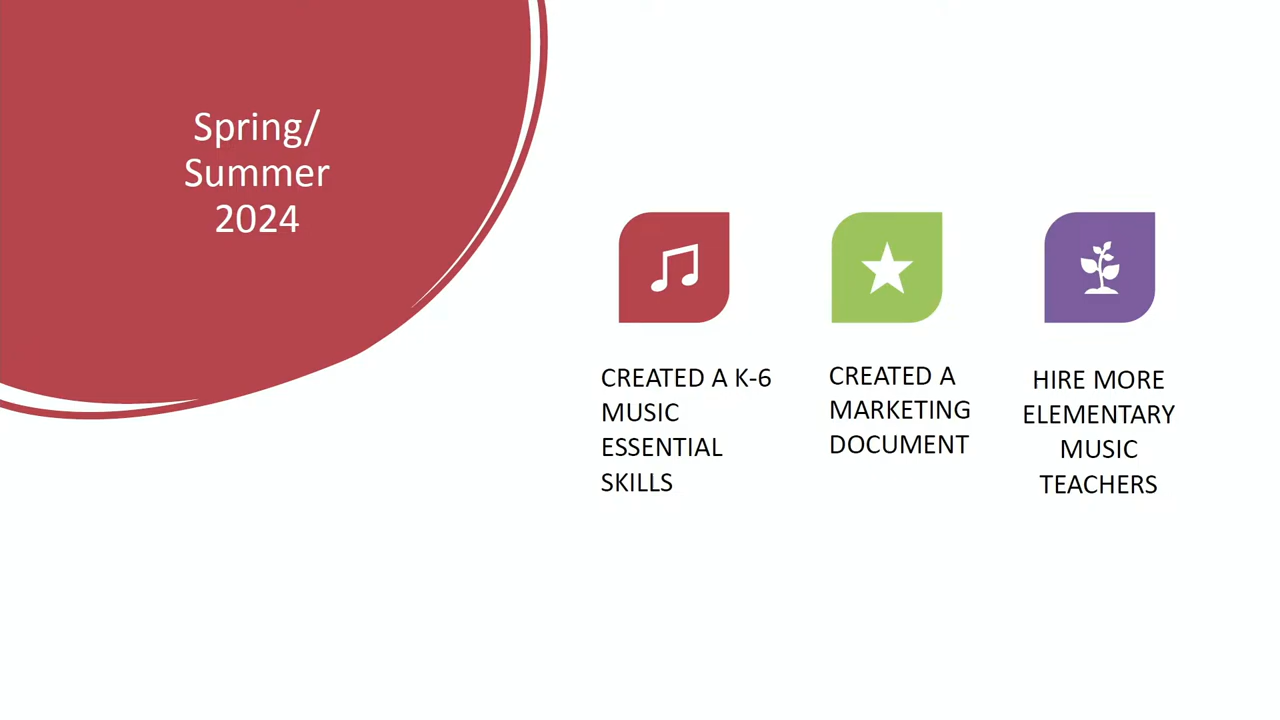 Spring/
Summer
2024
CREATED A K-6
MUSIC
ESSENTIAL
SKILLS
CREATED A
MARKETING
DOCUMENT
HIRE MORE
ELEMENTARY
MUSIC
TEACHERS